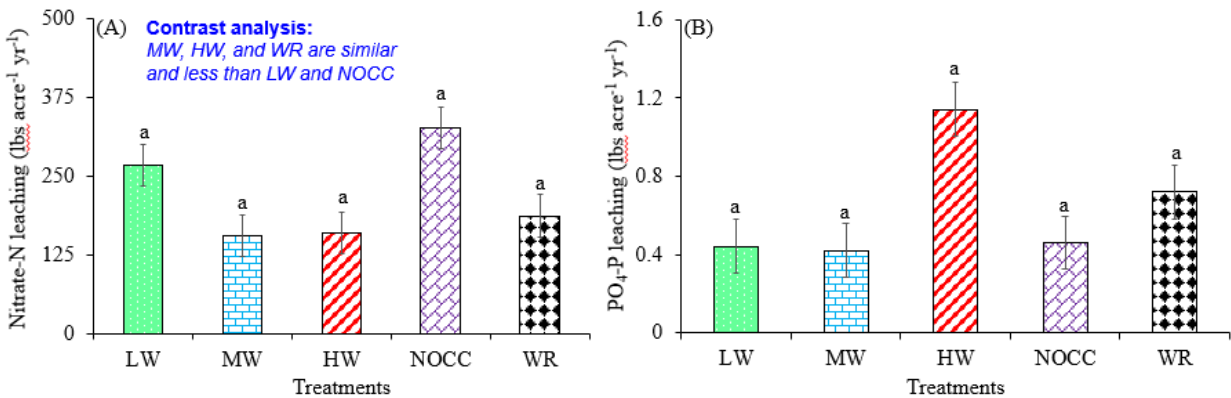 (A)
Contrast analysis:
MW, HW, and WR are similar
and less than LW and NOCC
Nitrate-N leaching (lbs acre⁻¹ yr⁻¹)
500
375
250
125
0
a
a
a
a
a
LW MW HW NOCC WR
Treatments
(B)
PO₄-P leaching (lbs acre⁻¹ yr⁻¹)
1.6
1.2
0.8
0.4
0
a
a
a
a
a
LW MW HW NOCC WR
Treatments